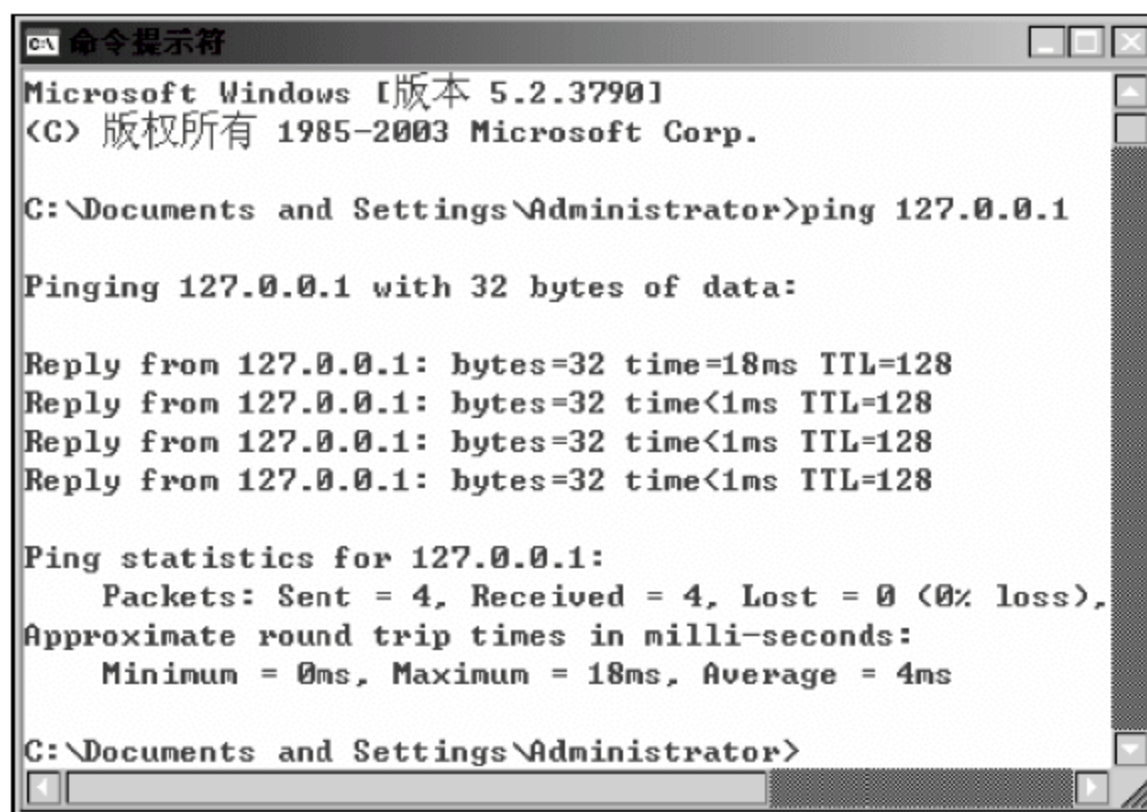 命令提示符
Microsoft Windows [版本 5.2.3790]
(C) 版权所有 1985-2003 Microsoft Corp.
C:\Documents and Settings\Administrator>ping 127.0.0.1
Pinging 127.0.0.1 with 32 bytes of data:
Reply from 127.0.0.1: bytes=32 time=18ms TTL=128
Reply from 127.0.0.1: bytes=32 time<1ms TTL=128
Reply from 127.0.0.1: bytes=32 time<1ms TTL=128
Reply from 127.0.0.1: bytes=32 time<1ms TTL=128
Ping statistics for 127.0.0.1:
Packets: Sent = 4, Received = 4, Lost = 0 (0% loss),
Approximate round trip times in milli-seconds:
Minimum = 0ms, Maximum = 18ms, Average = 4ms
C:\Documents and Settings\Administrator>